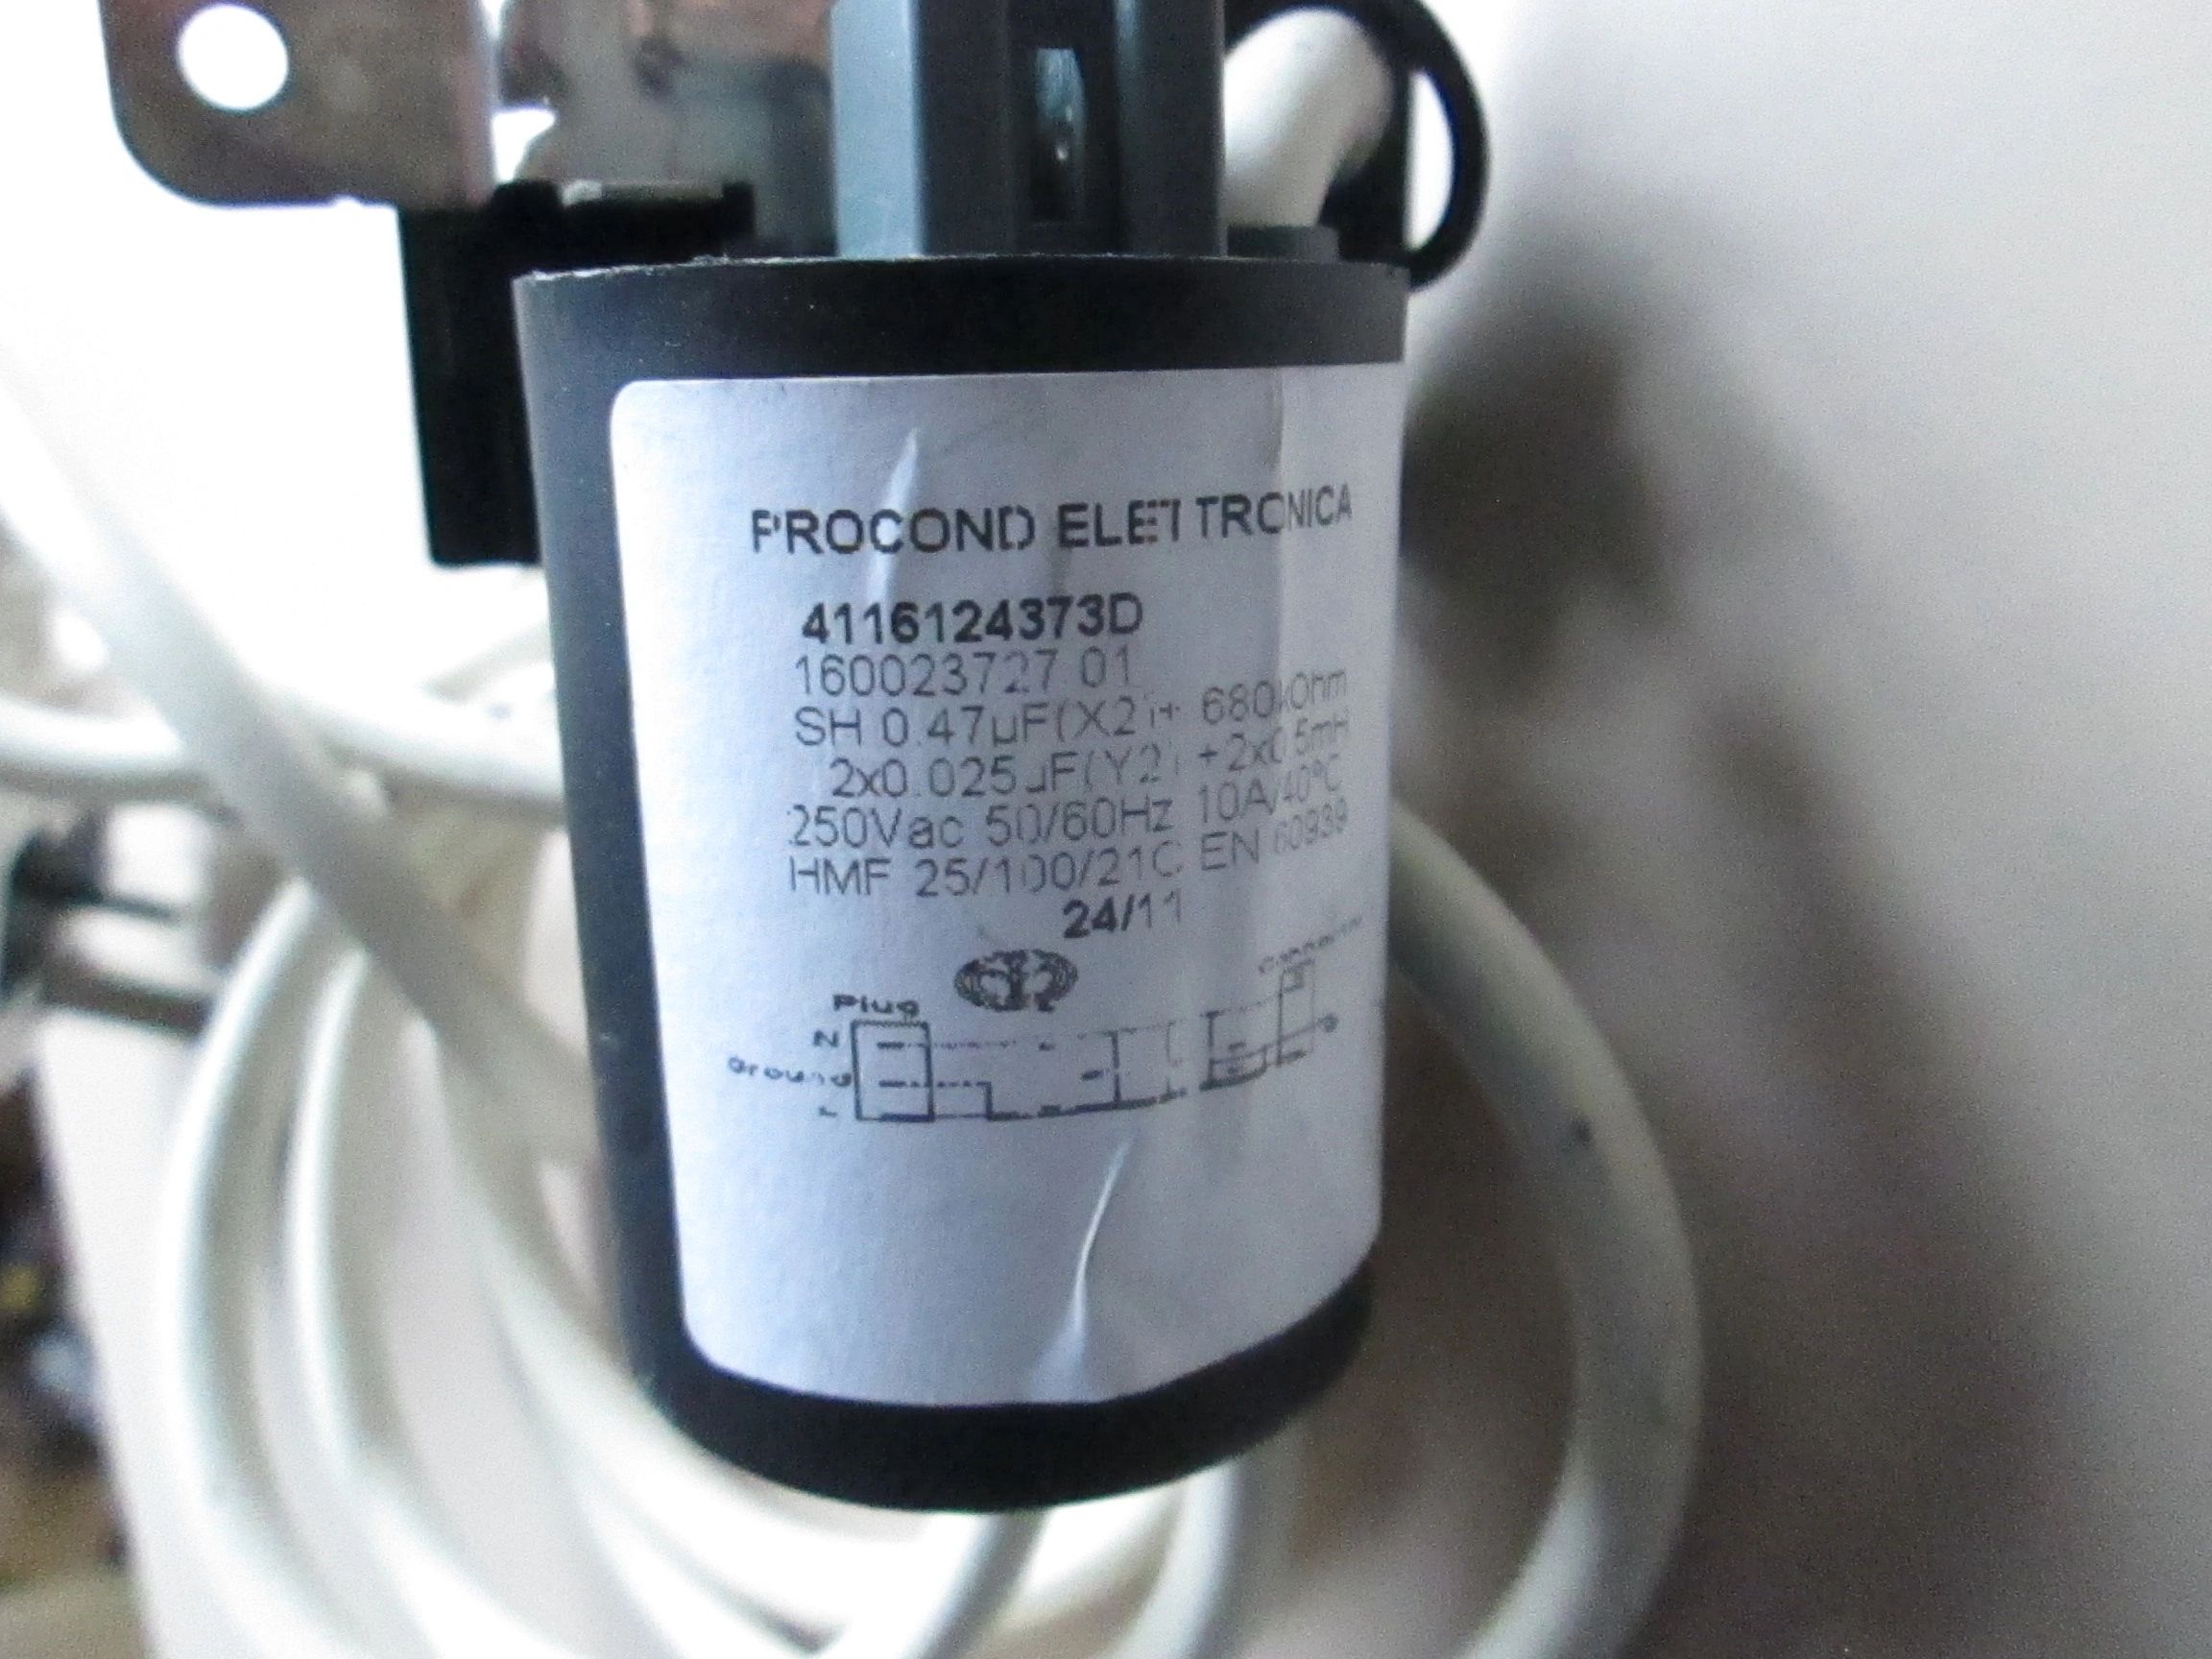 PROCOND ELETTRONICA
4116124373D
160023727 01
SH 0.47µF(X2)+ 680kOhm
2x0.025µF(Y2) +2x0.5mH
250Vac 50/60Hz 10A/40°C
HMF 25/100/21C EN 60939
24/11
Plug
N
Ground
L